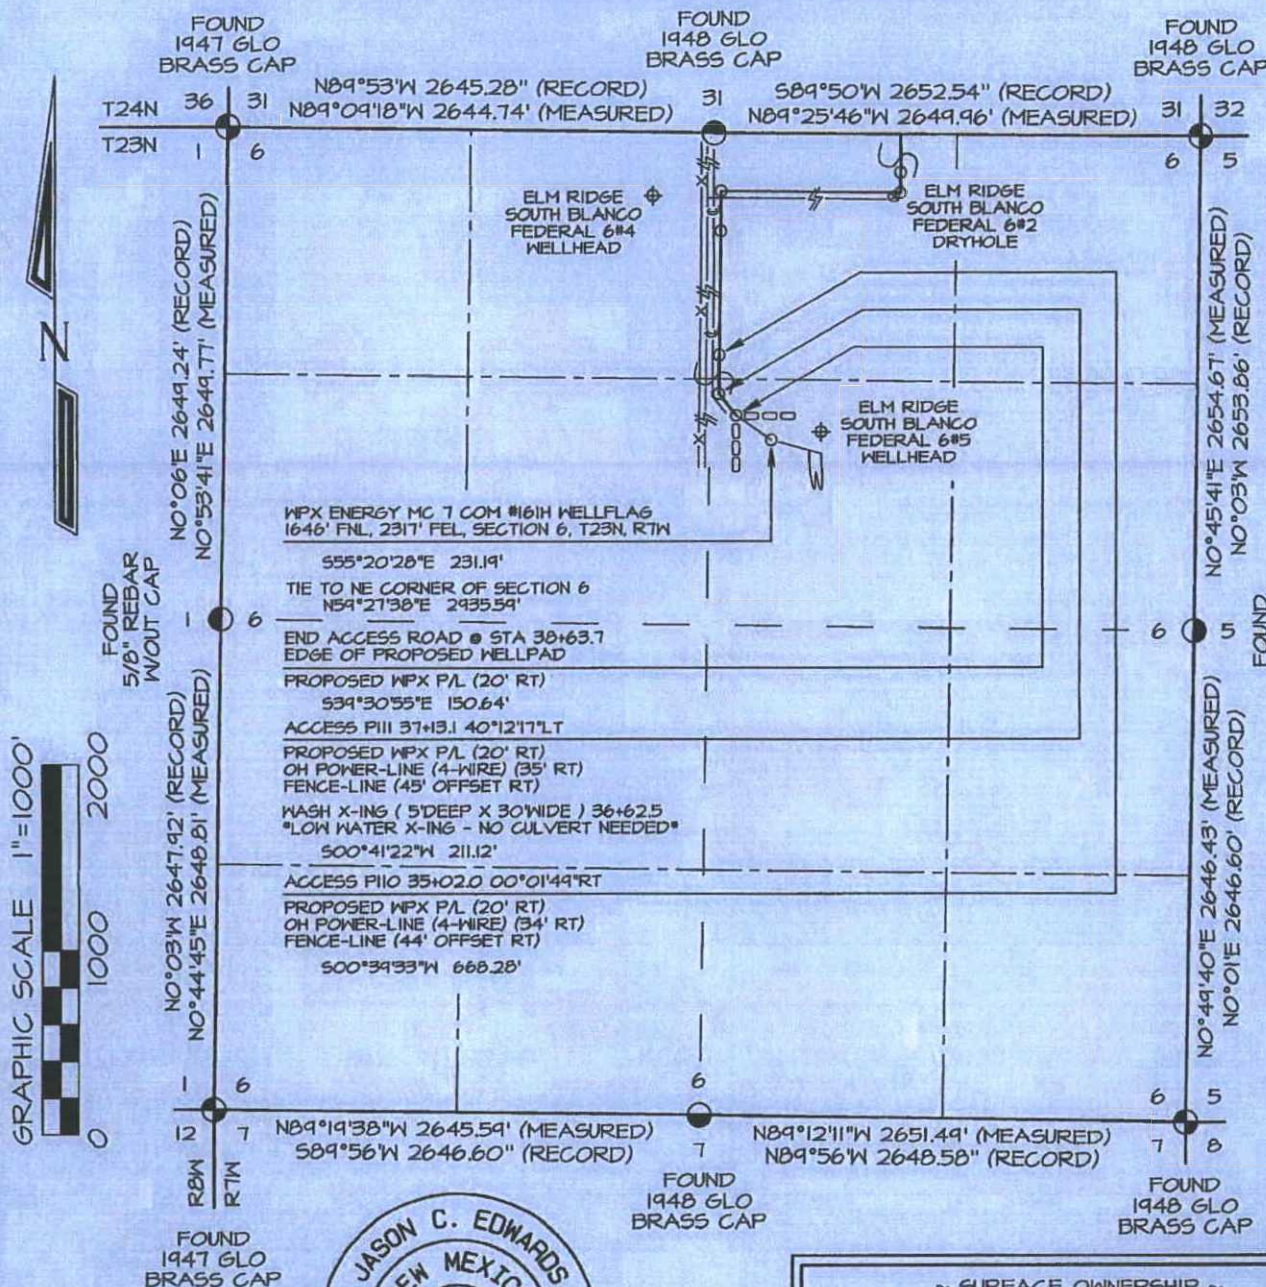 FOUND
1947 GLO
BRASS CAP
FOUND
1948 GLO
BRASS CAP
FOUND
1948 GLO
BRASS CAP
N89°53'W 2645.28" (RECORD)
N89°09'18"W 2644.74' (MEASURED)
S89°50'W 2652.54" (RECORD)
N89°25'46"W 2649.96' (MEASURED)
T24N
T23N
36 31
1 6
31
31 32
6 5
ELM RIDGE
SOUTH BLANCO
FEDERAL 6#4
WELLHEAD
ELM RIDGE
SOUTH BLANCO
FEDERAL 6#2
DRYHOLE
N
N0°06'E 2649.24' (RECORD)
N0°53'41"E 2649.77' (MEASURED)
N0°45'41"E 2654.67' (MEASURED)
N0°03'W 2653.86' (RECORD)
ELM RIDGE
SOUTH BLANCO
FEDERAL 6#5
WELLHEAD
WPX ENERGY MC 7 COM #161H WELLFLAG
1646' FNL, 2317' FEL, SECTION 6, T23N, R7W
S55°20'28"E 231.19'
TIE TO NE CORNER OF SECTION 6
N59°27'38"E 2935.59'
END ACCESS ROAD @ STA 38+63.7
EDGE OF PROPOSED WELLPAD
PROPOSED WPX P/L (20' RT)
S39°30'55"E 150.64'
ACCESS PI11 37+13.1 40°12'17"LT
PROPOSED WPX P/L (20' RT)
OH POWER-LINE (4-WIRE) (35' RT)
FENCE-LINE (45' OFFSET RT)
WASH X-ING ( 5'DEEP X 30'WIDE ) 36+62.5
*LOW WATER X-ING - NO CULVERT NEEDED*
S00°41'22"W 211.12'
ACCESS PI10 35+02.0 00°01'49"RT
PROPOSED WPX P/L (20' RT)
OH POWER-LINE (4-WIRE) (34' RT)
FENCE-LINE (44' OFFSET RT)
S00°39'33"W 668.28'
FOUND
5/8" REBAR
W/OUT CAP
1 6
6 5
FOUND
N0°03'W 2647.92' (RECORD)
N0°44'45"E 2648.81' (MEASURED)
N0°49'40"E 2646.43' (MEASURED)
N0°01'E 2646.60' (RECORD)
GRAPHIC SCALE 1"=1000'
0 1000 2000
1 6
12 7
6
7
6 5
7 8
R8W
R7W
N89°19'38"W 2645.59' (MEASURED)
S89°56'W 2646.60" (RECORD)
N89°12'11"W 2651.49' (MEASURED)
N89°56'W 2648.58" (RECORD)
FOUND
1947 GLO
BRASS CAP
FOUND
1948 GLO
BRASS CAP
FOUND
1948 GLO
BRASS CAP
JASON C. EDWARDS
NEW MEXICO
~ SURFACE OWNERSHIP ~